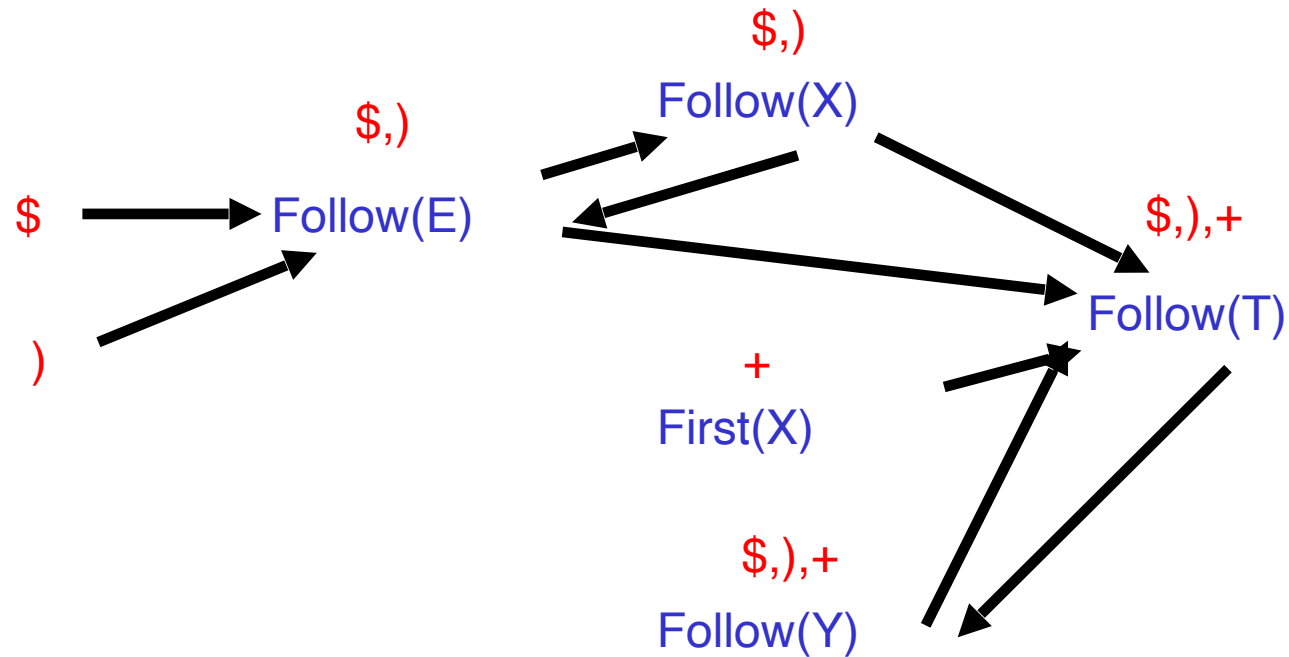 $,)
Follow(X)
$,)
$
Follow(E)
$,),+
Follow(T)
)
+
First(X)
$,),+
Follow(Y)